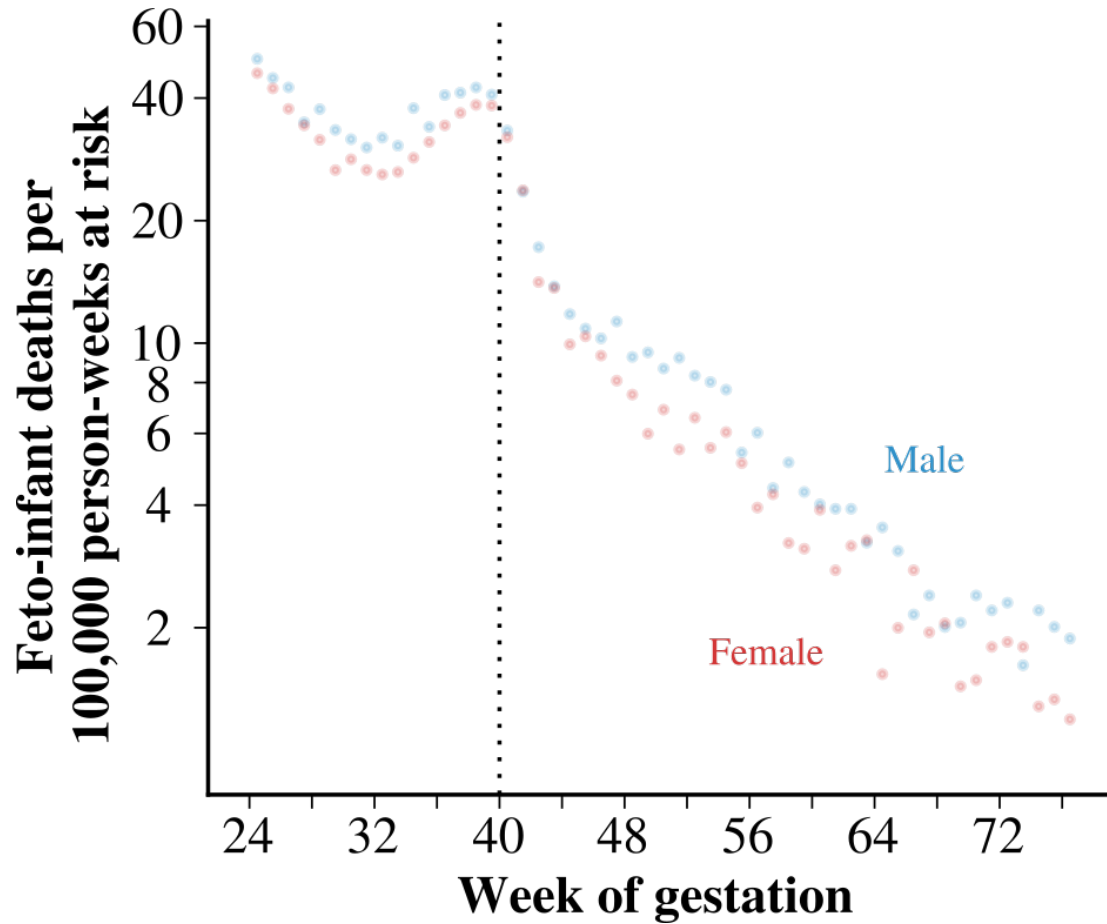 Feto-infant deaths per
100,000 person-weeks at risk
60
40
20
10
8
6
4
2
Male
Female
24 32 40 48 56 64 72
Week of gestation